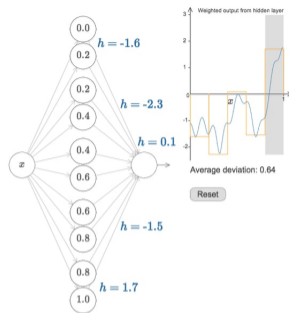 0.0
h = -1.6
0.2
0.2
h = -2.3
0.4
h = 0.1
0.4
x
0.6
0.6
h = -1.5
0.8
0.8
h = 1.7
1.0
Weighted output from hidden layer
3
2
1
0
x
1
-1
-2
Average deviation: 0.64
Reset